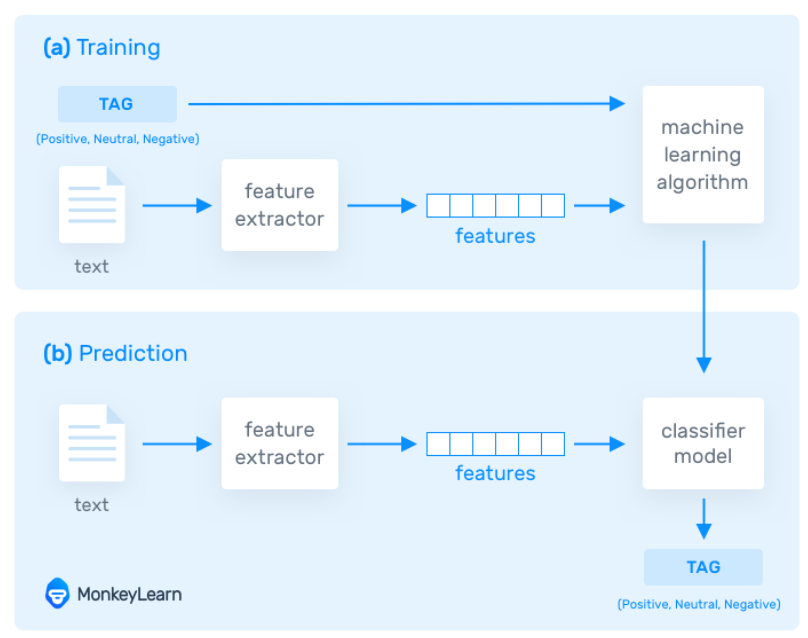 (a) Training
TAG
(Positive, Neutral, Negative)
text
feature
extractor
features
machine
learning
algorithm
(b) Prediction
text
feature
extractor
features
classifier
model
TAG
(Positive, Neutral, Negative)
MonkeyLearn